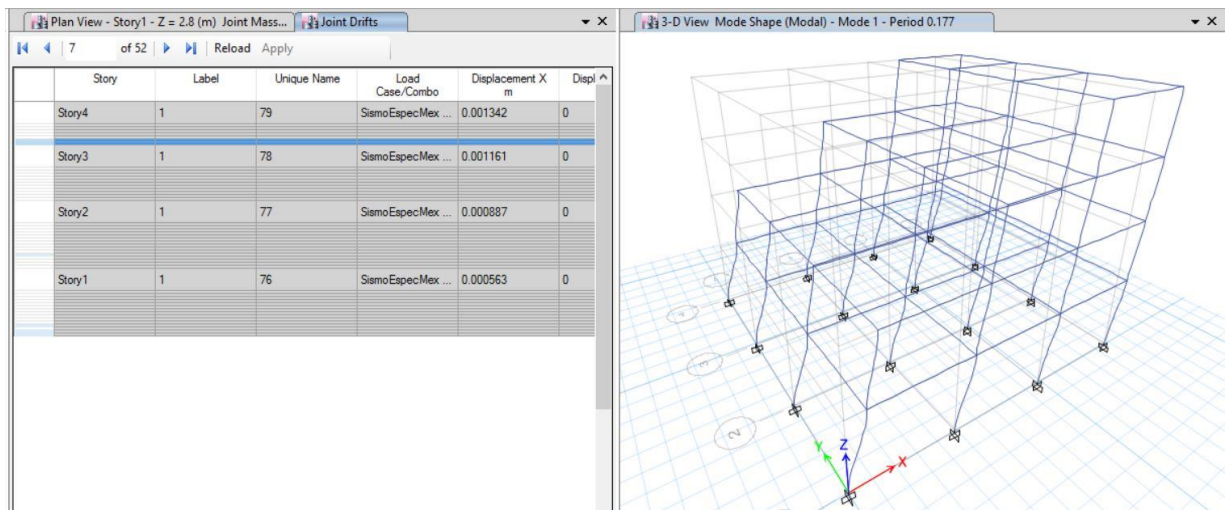 Plan View - Story1 - Z = 2.8 (m) Joint Mass...
Joint Drifts
7 of 52 Reload Apply
Story Label Unique Name Load Case/Combo Displacement X m Displ
Story4 1 79 SismoEspecMex ... 0.001342 0
Story3 1 78 SismoEspecMex ... 0.001161 0
Story2 1 77 SismoEspecMex ... 0.000887 0
Story1 1 76 SismoEspecMex ... 0.000563 0
3-D View Mode Shape (Modal) - Mode 1 - Period 0.177
4
3
2
Y
Z
X